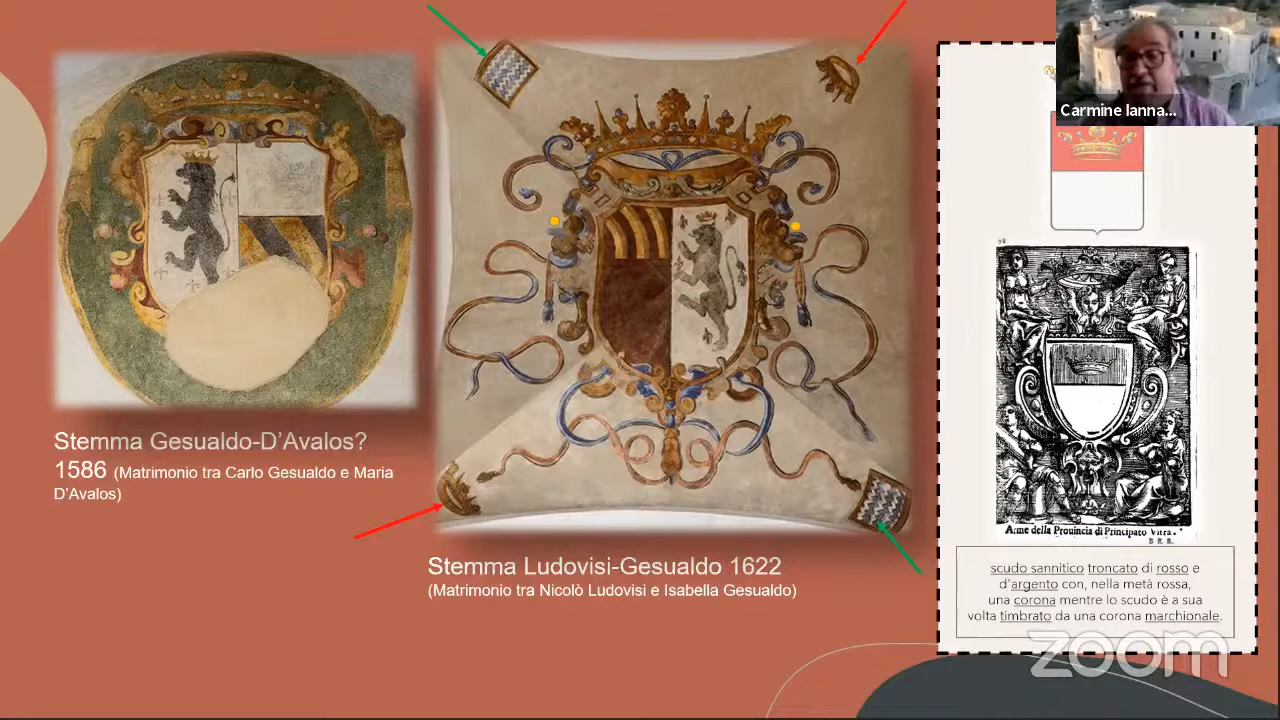 Carmine Ianna...
Stemma Gesualdo-D'Avalos?
1586 (Matrimonio tra Carlo Gesualdo e Maria
D'Avalos)
Stemma Ludovisi-Gesualdo 1622
(Matrimonio tra Nicolò Ludovisi e Isabella Gesualdo)
Arme della Prouincia di Principato Vltra.
scudo sannitico troncato di rosso e
d'argento con, nella metà rossa,
una corona mentre lo scudo è a sua
volta timbrato da una corona marchionale.
zoom